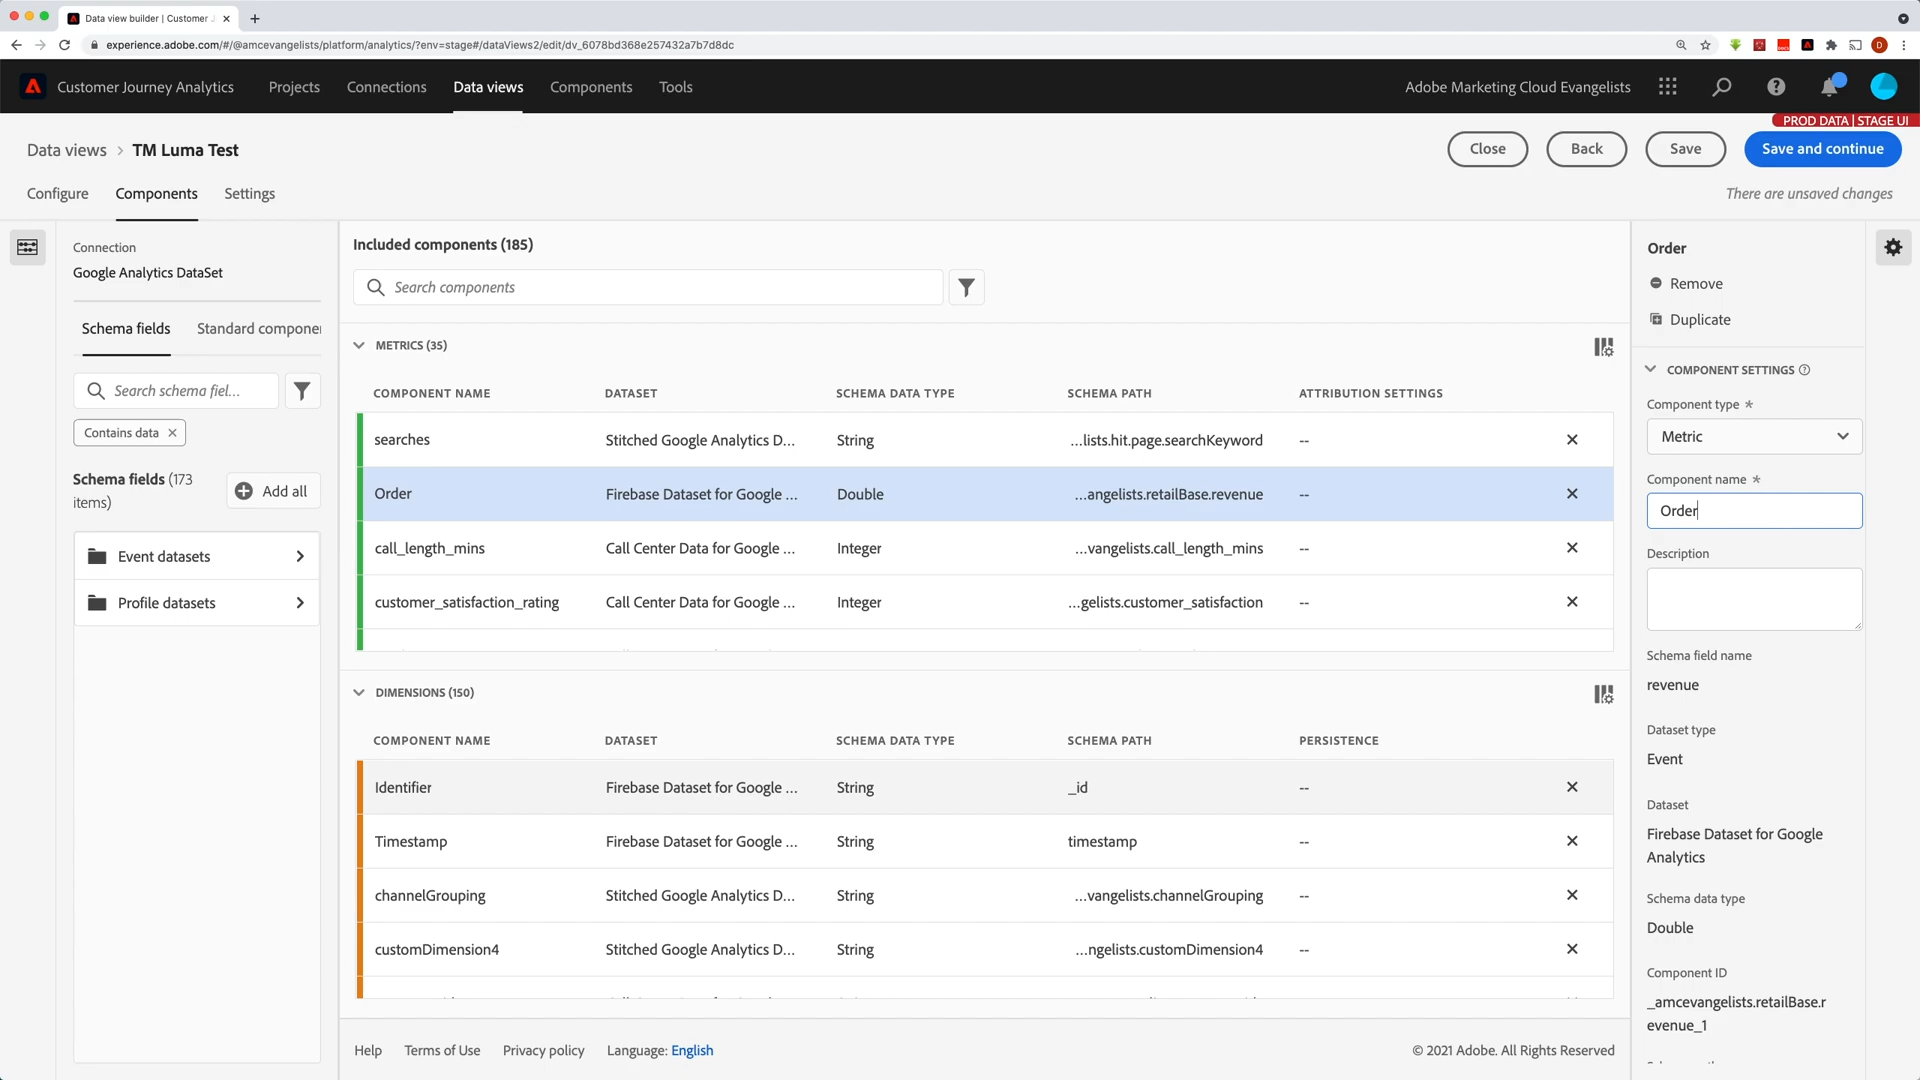 Data view builder | Customer J
experience.adobe.com/#/@amcevangelists/platform/analytics/?env=stage#/dataViews2/edit/dv_6078bd368e257432a7b7d8dc
D
Customer Journey Analytics
Projects
Connections
Data views
Components
Tools
Adobe Marketing Cloud Evangelists
PROD DATA | STAGE UI
Data views > TM Luma Test
Close
Back
Save
Save and continue
Configure
Components
Settings
There are unsaved changes
Connection
Google Analytics DataSet
Schema fields
Standard componen
Search schema fiel...
Contains data
Schema fields (173
items)
Add all
Event datasets
Profile datasets
Included components (185)
Search components
METRICS (35)
COMPONENT NAME DATASET SCHEMA DATA TYPE SCHEMA PATH ATTRIBUTION SETTINGS
searches Stitched Google Analytics D... String ...lists.hit.page.searchKeyword --
Order Firebase Dataset for Google ... Double ...angelists.retailBase.revenue --
call_length_mins Call Center Data for Google ... Integer ...vangelists.call_length_mins --
customer_satisfaction_rating Call Center Data for Google ... Integer ...gelists.customer_satisfaction --
DIMENSIONS (150)
COMPONENT NAME DATASET SCHEMA DATA TYPE SCHEMA PATH PERSISTENCE
Identifier Firebase Dataset for Google ... String _id --
Timestamp Firebase Dataset for Google ... String timestamp --
channelGrouping Stitched Google Analytics D... String ...vangelists.channelGrouping --
customDimension4 Stitched Google Analytics D... String ...ngelists.customDimension4 --
Order
Remove
Duplicate
COMPONENT SETTINGS
Component type *
Metric
Component name *
Order
Description
Schema field name
revenue
Dataset type
Event
Dataset
Firebase Dataset for Google
Analytics
Schema data type
Double
Component ID
_amcevangelists.retailBase.r
evenue_1
Help
Terms of Use
Privacy policy
Language: English
© 2021 Adobe. All Rights Reserved